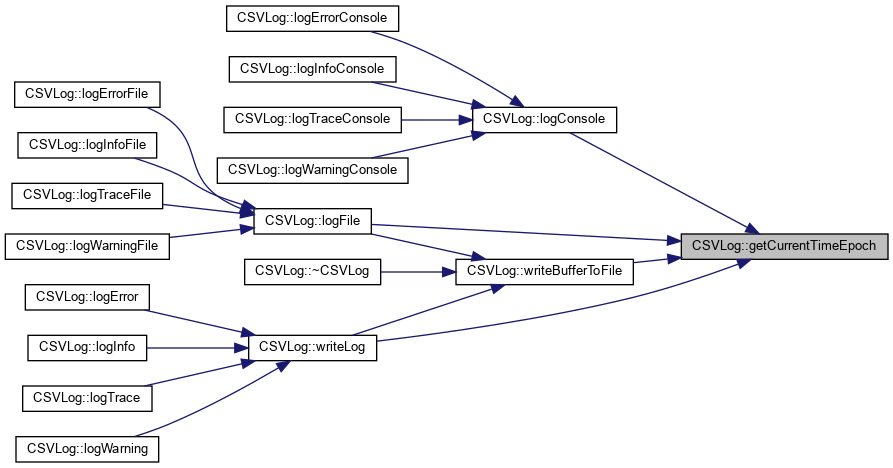 CSVLog::logErrorConsole
CSVLog::logInfoConsole
CSVLog::logErrorFile
CSVLog::logTraceConsole
CSVLog::logConsole
CSVLog::logInfoFile
CSVLog::logWarningConsole
CSVLog::logTraceFile
CSVLog::logFile
CSVLog::logWarningFile
CSVLog::getCurrentTimeEpoch
CSVLog::~CSVLog
CSVLog::writeBufferToFile
CSVLog::logError
CSVLog::logInfo
CSVLog::writeLog
CSVLog::logTrace
CSVLog::logWarning